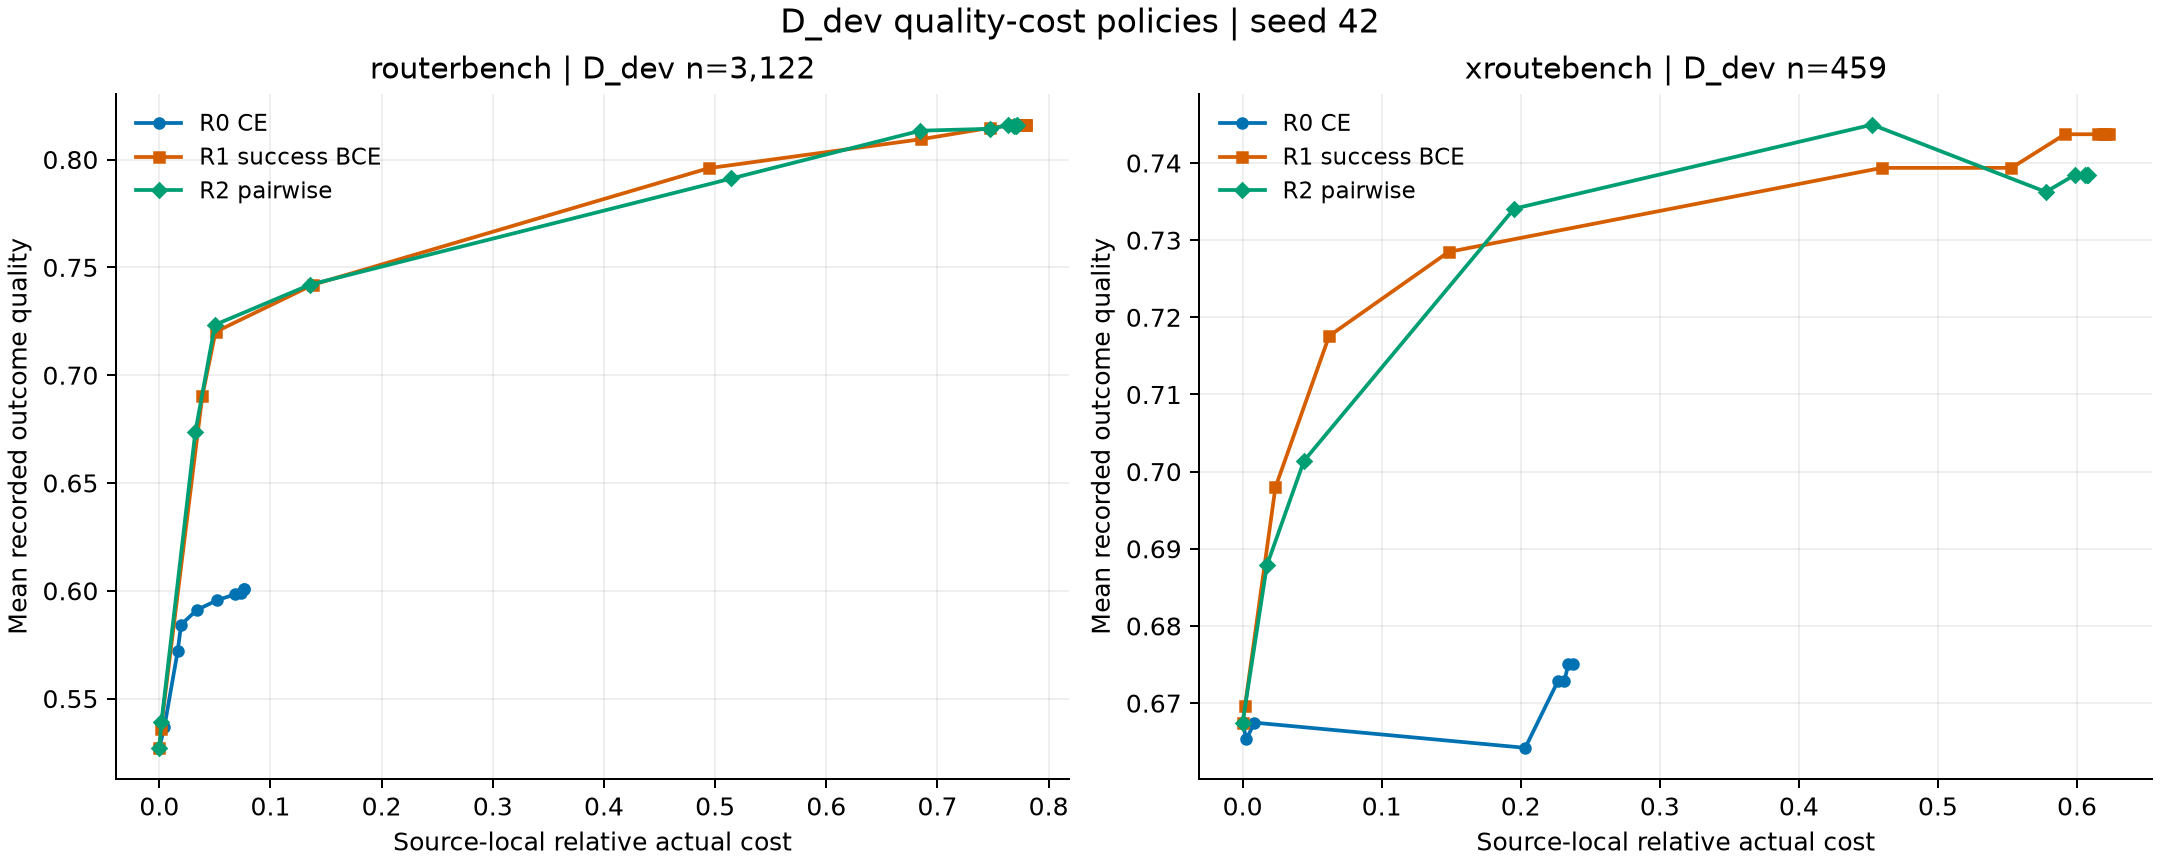 D_dev quality-cost policies | seed 42
routerbench | D_dev n=3,122
R0 CE
R1 success BCE
R2 pairwise
Mean recorded outcome quality
0.80
0.75
0.70
0.65
0.60
0.55
0.0 0.1 0.2 0.3 0.4 0.5 0.6 0.7 0.8
Source-local relative actual cost
xroutebench | D_dev n=459
R0 CE
R1 success BCE
R2 pairwise
Mean recorded outcome quality
0.74
0.73
0.72
0.71
0.70
0.69
0.68
0.67
0.0 0.1 0.2 0.3 0.4 0.5 0.6
Source-local relative actual cost